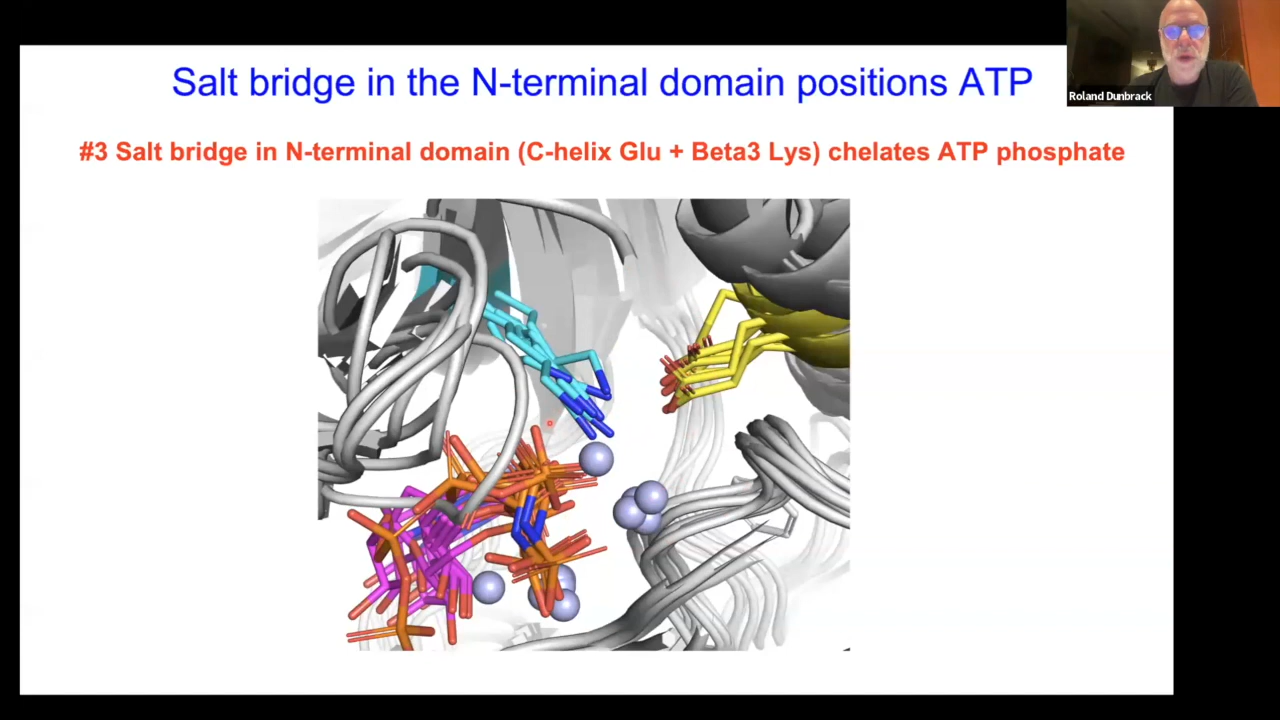 Salt bridge in the N-terminal domain positions ATP
#3 Salt bridge in N-terminal domain (C-helix Glu + Beta3 Lys) chelates ATP phosphate
Roland Dunbrack